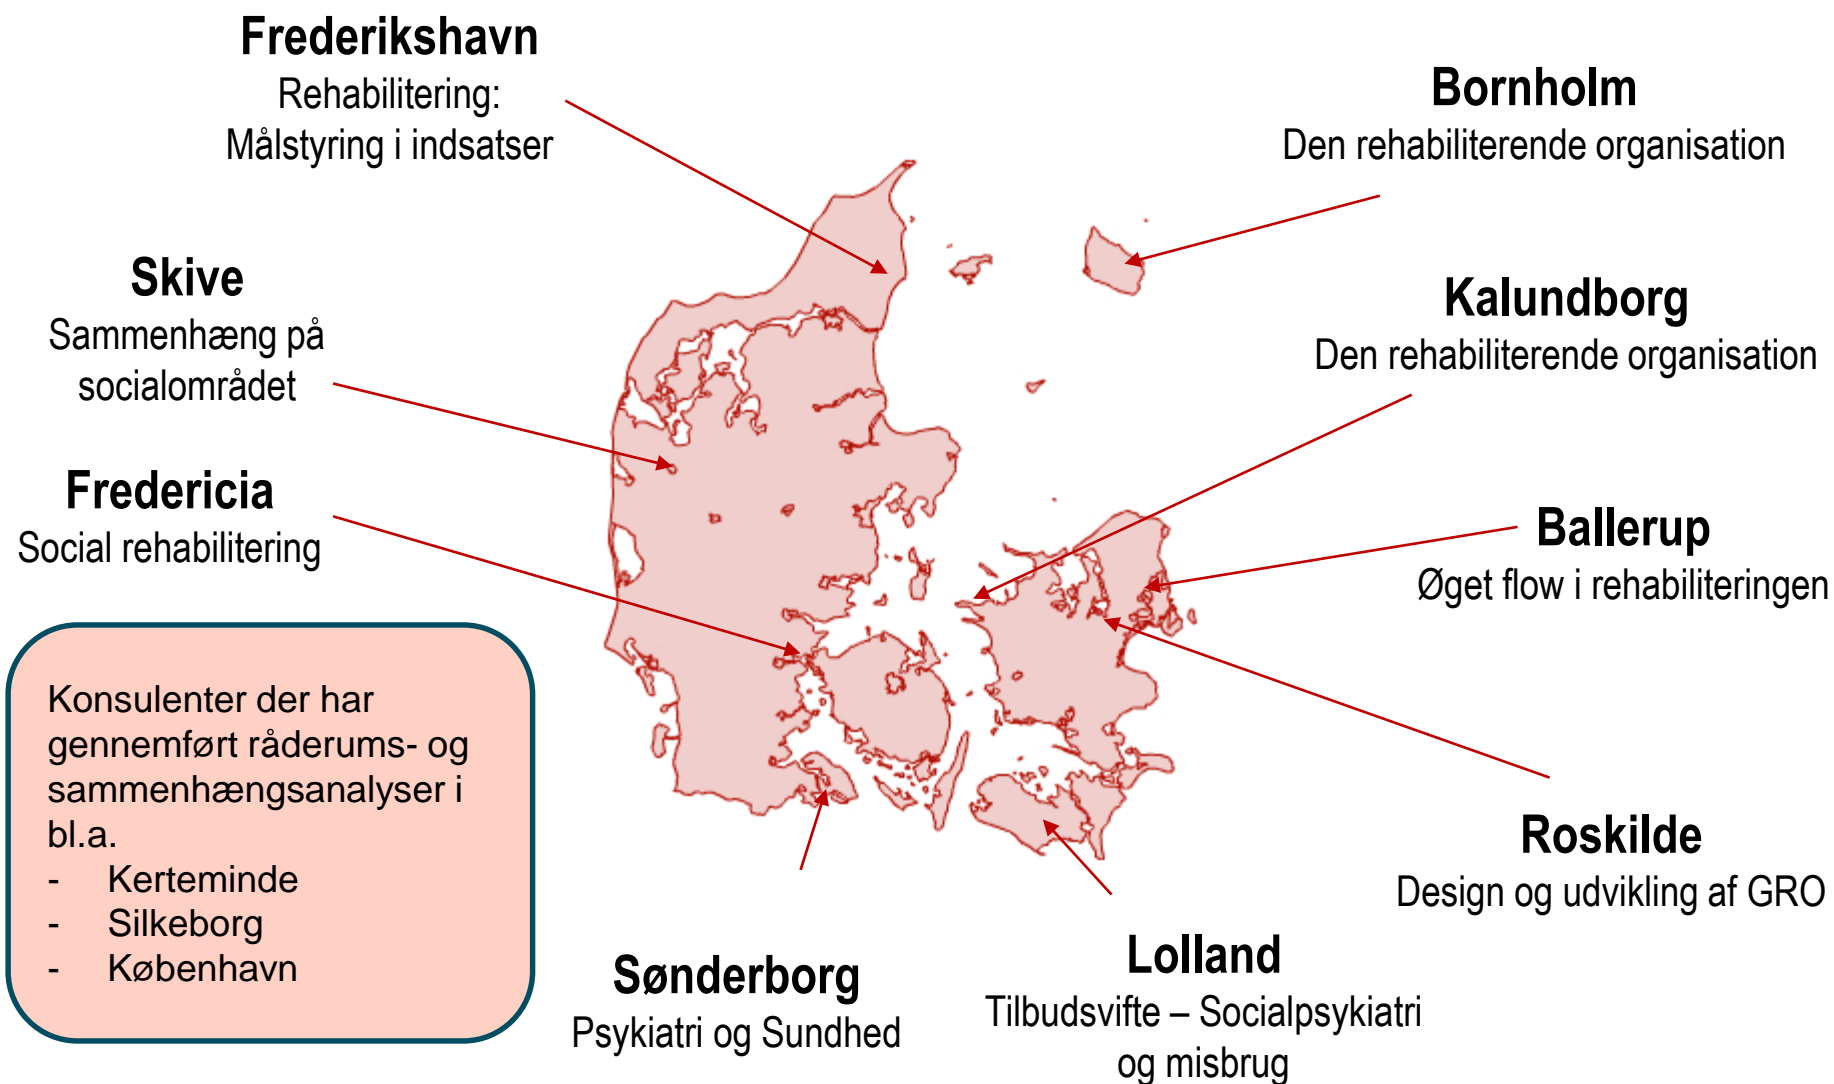 Frederikshavn
Rehabilitering:
Målstyring i indsatser
Bornholm
Den rehabiliterende organisation
Skive
Sammenhæng på
socialområdet
Kalundborg
Den rehabiliterende organisation
Fredericia
Social rehabilitering
Ballerup
Øget flow i rehabiliteringen
Konsulenter der har
gennemført råderums- og
sammenhængsanalyser i
bl.a.
- Kerteminde
- Silkeborg
- København
Roskilde
Design og udvikling af GRO
Sønderborg
Psykiatri og Sundhed
Lolland
Tilbudsvifte – Socialpsykiatri
og misbrug